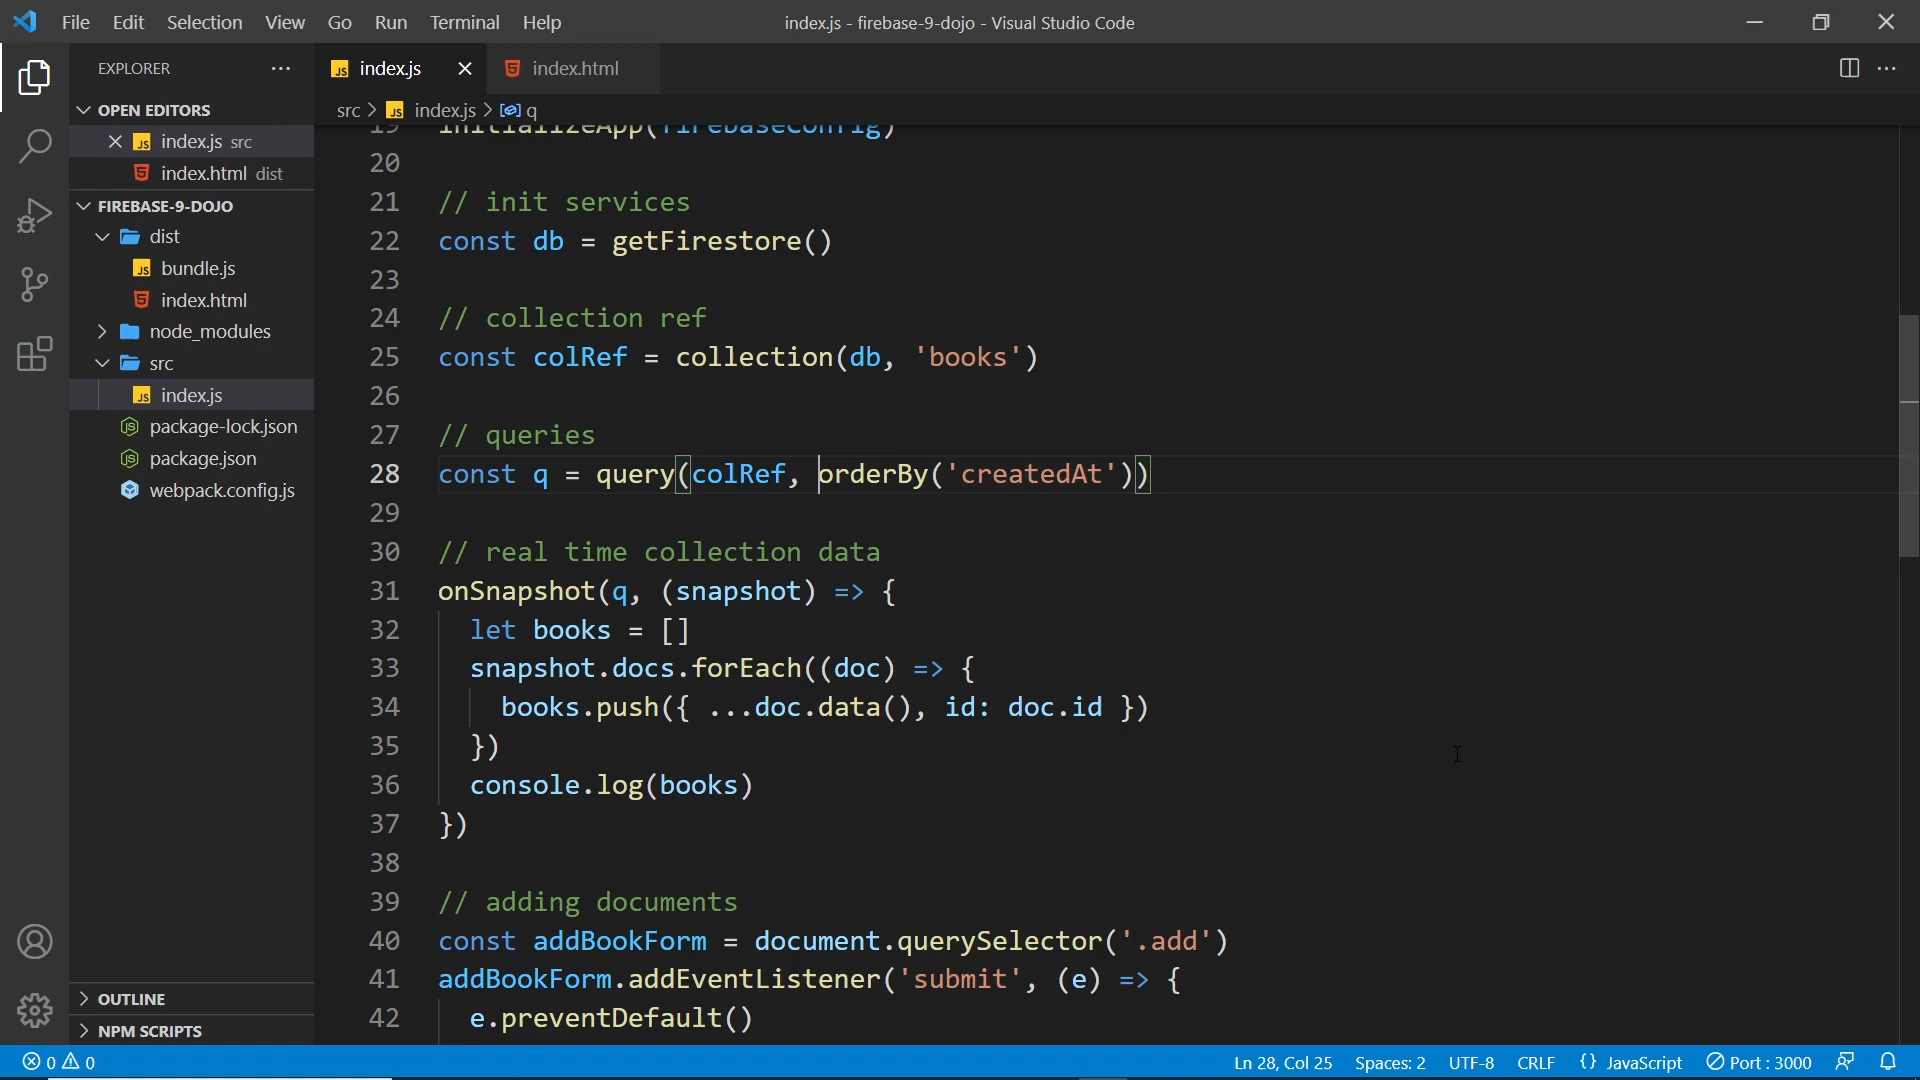 File Edit Selection View Go Run Terminal Help
index.js - firebase-9-dojo - Visual Studio Code
EXPLORER
OPEN EDITORS
index.js src
index.html dist
FIREBASE-9-DOJO
dist
bundle.js
index.html
node_modules
src
index.js
package-lock.json
package.json
webpack.config.js
OUTLINE
NPM SCRIPTS
index.js
index.html
src > index.js > q
19 initializeApp(firebaseConfig)
20
21 // init services
22 const db = getFirestore()
23
24 // collection ref
25 const colRef = collection(db, 'books')
26
27 // queries
28 const q = query(colRef, orderBy('createdAt'))
29
30 // real time collection data
31 onSnapshot(q, (snapshot) => {
32 let books = []
33 snapshot.docs.forEach((doc) => {
34 books.push({ ...doc.data(), id: doc.id })
35 })
36 console.log(books)
37 })
38
39 // adding documents
40 const addBookForm = document.querySelector('.add')
41 addBookForm.addEventListener('submit', (e) => {
42 e.preventDefault()
0 0
Ln 28, Col 25 Spaces: 2 UTF-8 CRLF {} JavaScript Port : 3000